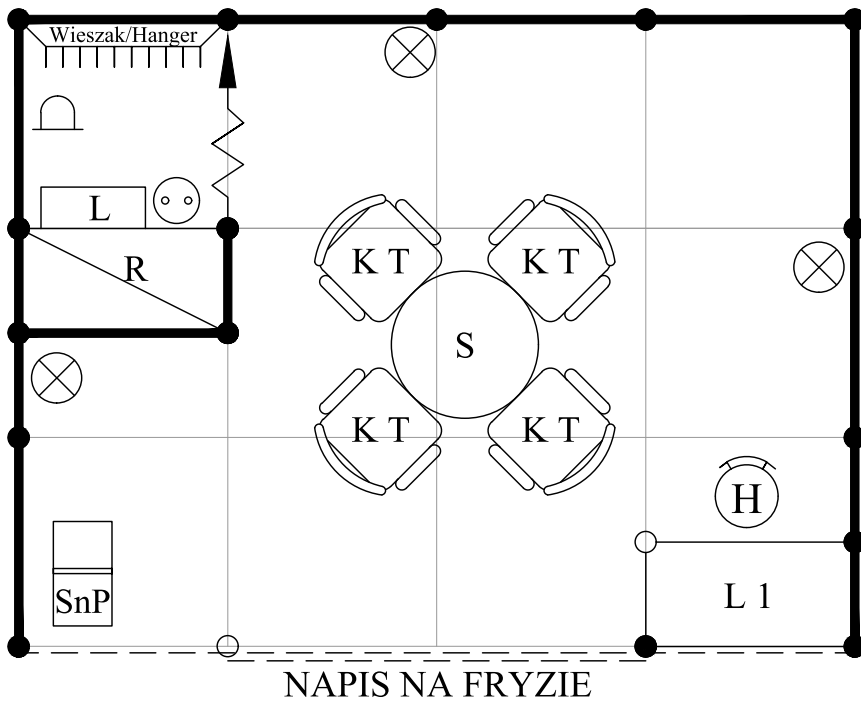 Wieszak/Hanger
L
R
K T
K T
S
K T
K T
H
L 1
SnP
NAPIS NA FRYZIE